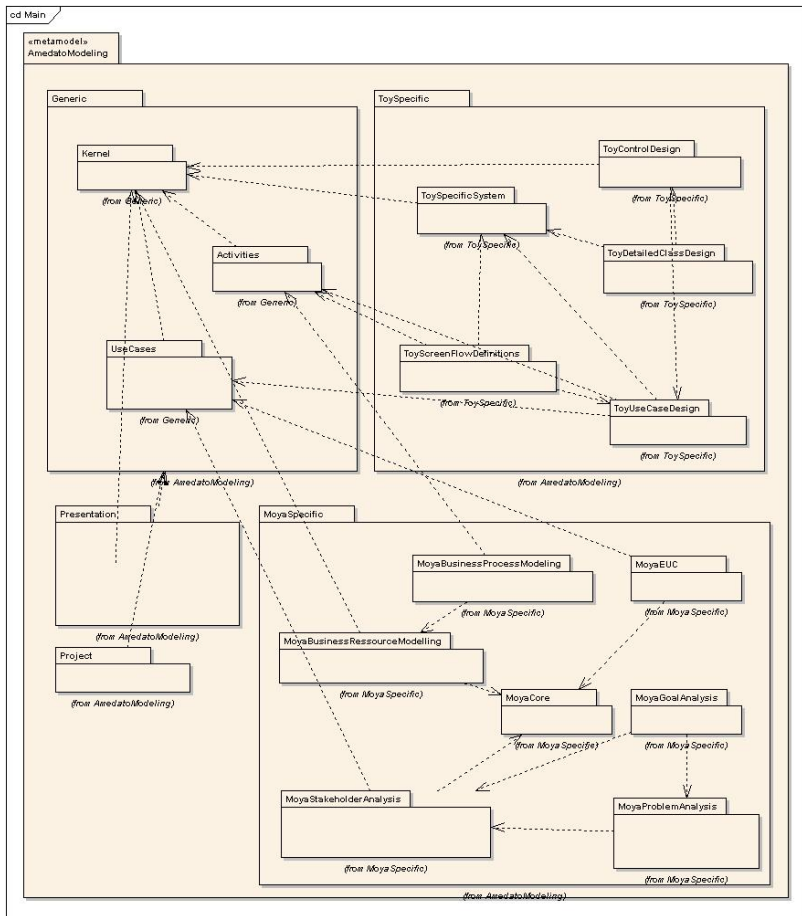 cd Main
«metamodel»
AmedatoModeling
Generic
Kernel
(from Generic)
Activities
(from Generic)
UseCases
(from Generic)
(from AmedatoModeling)
ToySpecific
ToyControlDesign
(from ToySpecific)
ToySpecificSystem
(from ToySpecific)
ToyDetailedClassDesign
(from ToySpecific)
ToyScreenFlowDefinitions
(from ToySpecific)
ToyUseCaseDesign
(from ToySpecific)
(from AmedatoModeling)
Presentation
(from AmedatoModeling)
Project
(from AmedatoModeling)
MoyaSpecific
MoyaBusinessProcessModeling
(from MoyaSpecific)
MoyaEUC
(from MoyaSpecific)
MoyaBusinessRessourceModelling
(from MoyaSpecific)
MoyaCore
(from MoyaSpecific)
MoyaGoalAnalysis
(from MoyaSpecific)
MoyaStakeholderAnalysis
(from MoyaSpecific)
MoyaProblemAnalysis
(from MoyaSpecific)
(from AmedatoModeling)